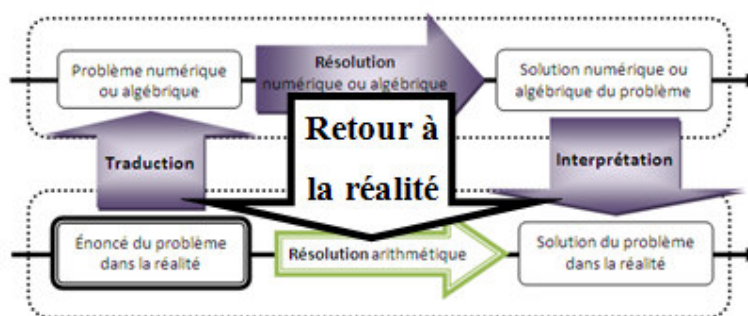 Problème numérique
ou algébrique
Résolution
numérique ou algébrique
Solution numérique ou
algébrique du problème
Retour à
la réalité
Traduction
Interprétation
Énoncé du problème
dans la réalité
Résolution arithmétique
Solution du problème
dans la réalité